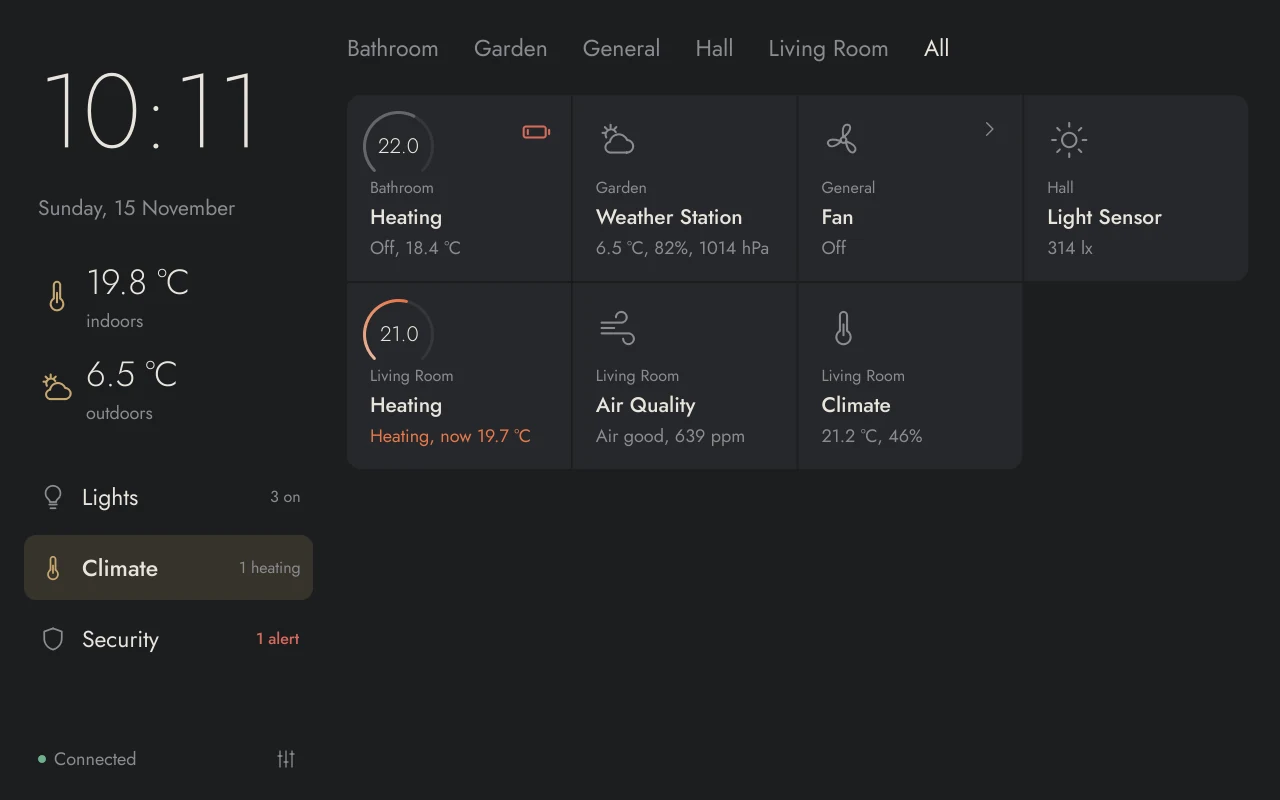 10:11
Sunday, 15 November
19.8 °C
indoors
6.5 °C
outdoors
Lights 3 on
Climate 1 heating
Security 1 alert
Connected
Bathroom Garden General Hall Living Room All
22.0
Bathroom
Heating
Off, 18.4 °C
Garden
Weather Station
6.5 °C, 82%, 1014 hPa
General
Fan
Off
Hall
Light Sensor
314 lx
21.0
Living Room
Heating
Heating, now 19.7 °C
Living Room
Air Quality
Air good, 639 ppm
Living Room
Climate
21.2 °C, 46%